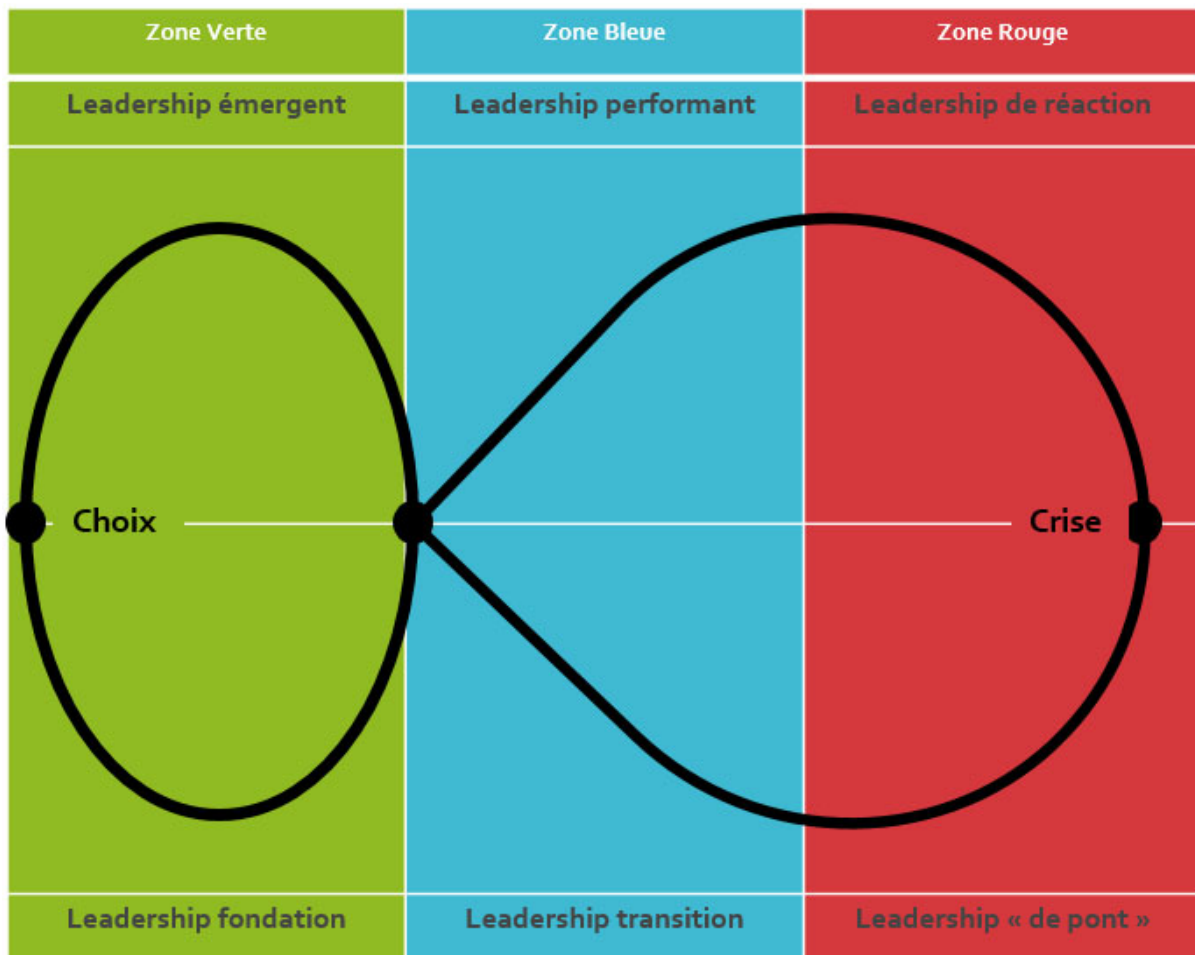 Zone Verte
Zone Bleue
Zone Rouge
Leadership émergent
Leadership performant
Leadership de réaction
Choix
Crise
Leadership fondation
Leadership transition
Leadership « de pont »